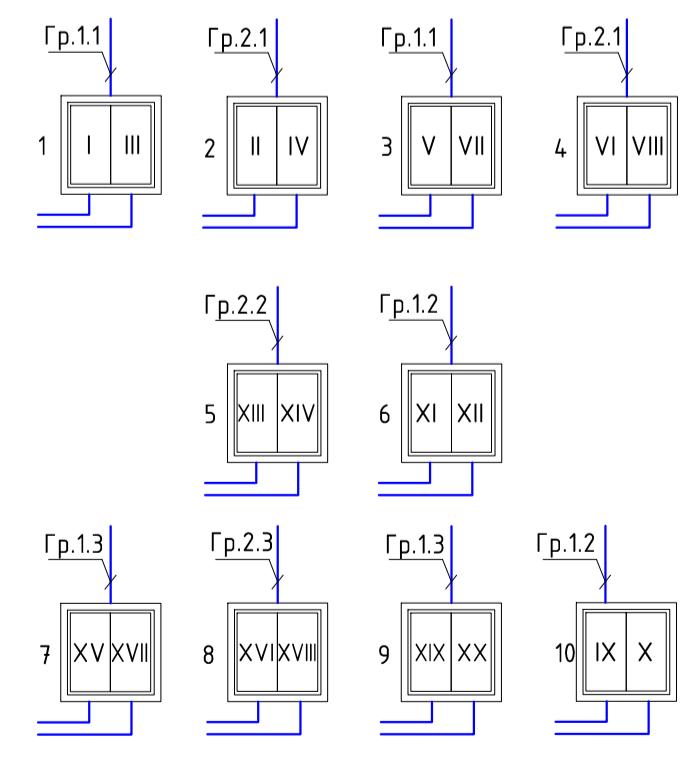 Гр.1.1 Гр.2.1 Гр.1.1 Гр.2.1
1 I III 2 II IV 3 V VII 4 VI VIII
Гр.2.2 Гр.1.2
5 XIII XIV 6 XI XII
Гр.1.3 Гр.2.3 Гр.1.3 Гр.1.2
7 XV XVII 8 XVI XVIII 9 XIX XX 10 IX X